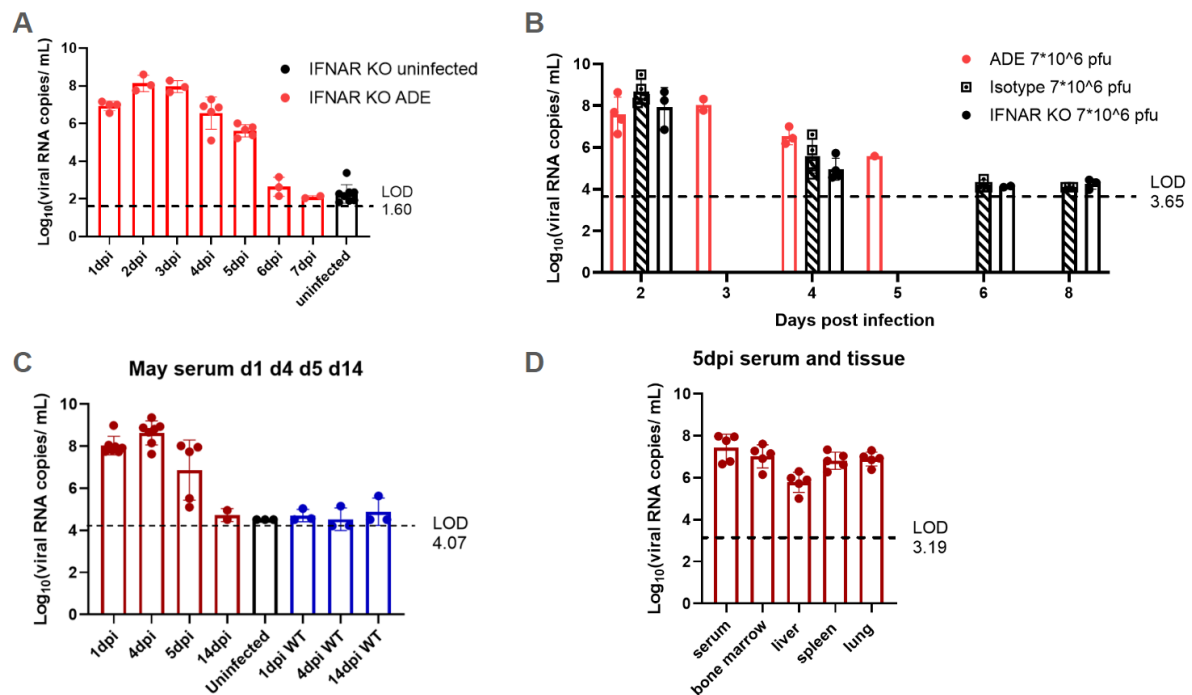 A
Log₁₀(viral RNA copies/ mL)
10
8
6
4
2
0
1dpi
2dpi
3dpi
4dpi
5dpi
6dpi
7dpi
uninfected
IFNAR KO uninfected
IFNAR KO ADE
LOD
1.60
B
Log₁₀(viral RNA copies/ mL)
10
8
6
4
2
0
2
3
4
5
6
8
Days post infection
ADE 7*10^6 pfu
Isotype 7*10^6 pfu
IFNAR KO 7*10^6 pfu
LOD
3.65
C
May serum d1 d4 d5 d14
Log₁₀(viral RNA copies/ mL)
10
8
6
4
2
0
1dpi
4dpi
5dpi
14dpi
Uninfected
1dpi WT
4dpi WT
14dpi WT
LOD
4.07
D
5dpi serum and tissue
Log₁₀(viral RNA copies/ mL)
10
8
6
4
2
0
serum
bone marrow
liver
spleen
lung
LOD
3.19